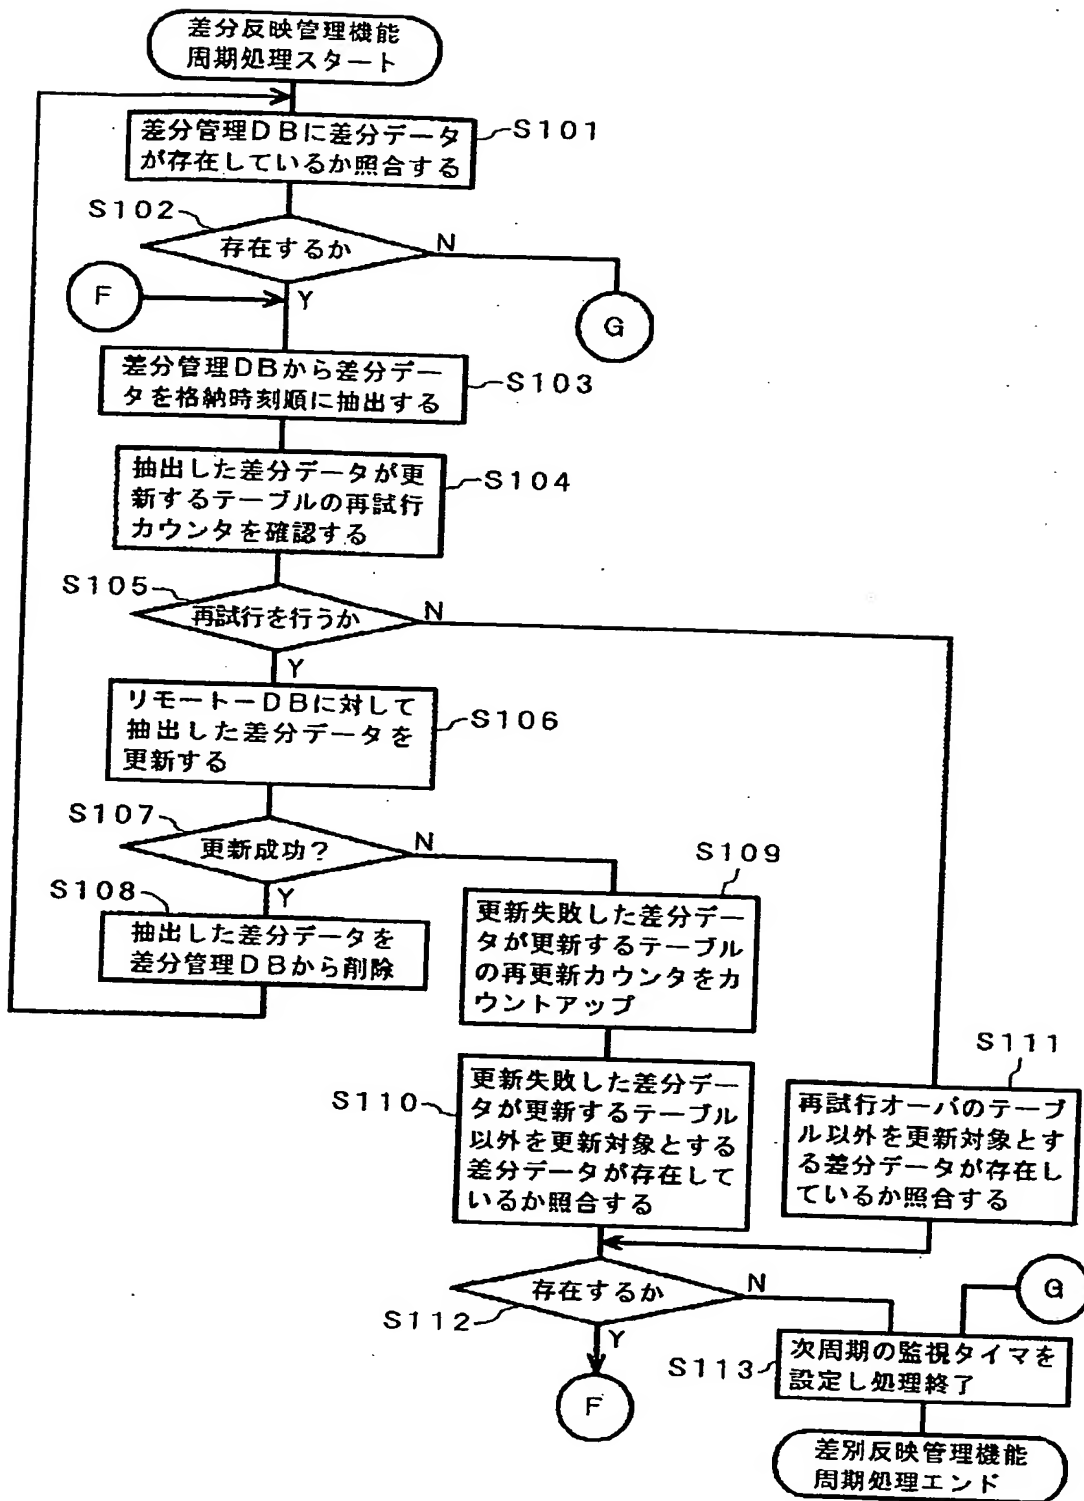 差分反映管理機能
周期処理スタート
差分管理DBに差分データ
が存在しているか照合する
S101
S102
存在するか
N
F
Y
G
差分管理DBから差分デー
タを格納時刻順に抽出する
S103
抽出した差分データが更
新するテーブルの再試行
カウンタを確認する
S104
S105
再試行を行うか
N
Y
リモートーDBに対して
抽出した差分データを
更新する
S106
S107
更新成功?
N
Y
S108
抽出した差分データを
差分管理DBから削除
S109
更新失敗した差分デー
タが更新するテーブル
の再更新カウンタをカ
ウントアップ
S110
更新失敗した差分デー
タが更新するテーブル
以外を更新対象とする
差分データが存在して
いるか照合する
S111
再試行オーバのテーブ
ル以外を更新対象とす
る差分データが存在し
ているか照合する
存在するか
N
S112
Y
F
G
S113
次周期の監視タイマを
設定し処理終了
差別反映管理機能
周期処理エンド